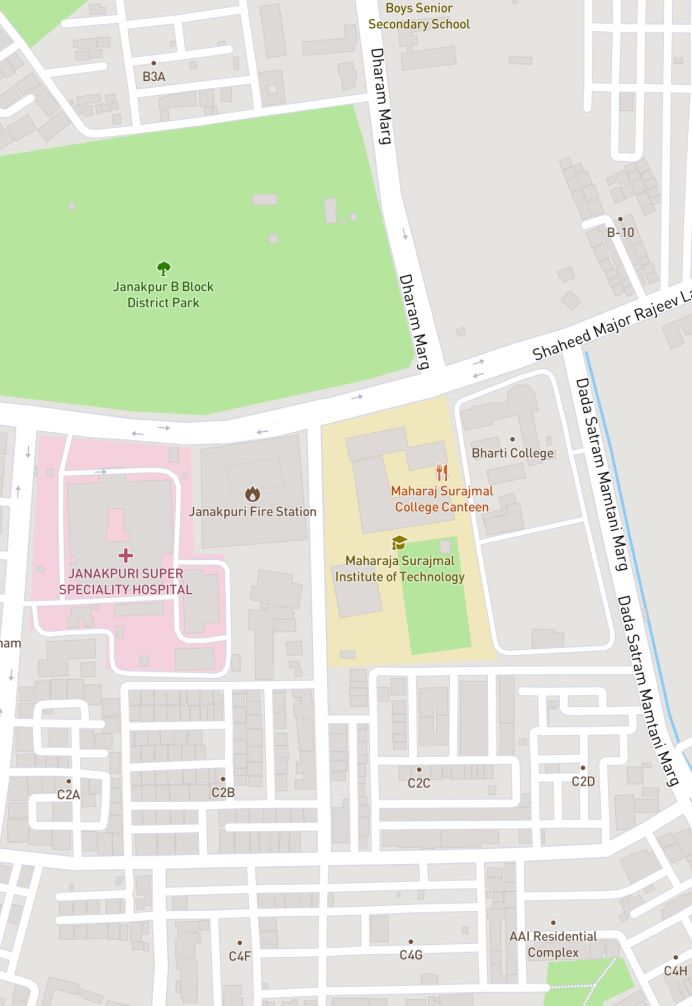 Boys Senior
Secondary School
B3A
Dharam Marg
B-10
Janakpur B Block
District Park
Dharam Marg
Shaheed Major Rajeev La
Dada Satram Mamtani Marg
Bharti College
Maharaj Surajmal
College Canteen
Janakpuri Fire Station
Maharaja Surajmal
Institute of Technology
JANAKPURI SUPER
SPECIALITY HOSPITAL
Dada Satram Mamtani Marg
ham
C2A
C2B
C2C
C2D
C4F
C4G
AAI Residential
Complex
C4H